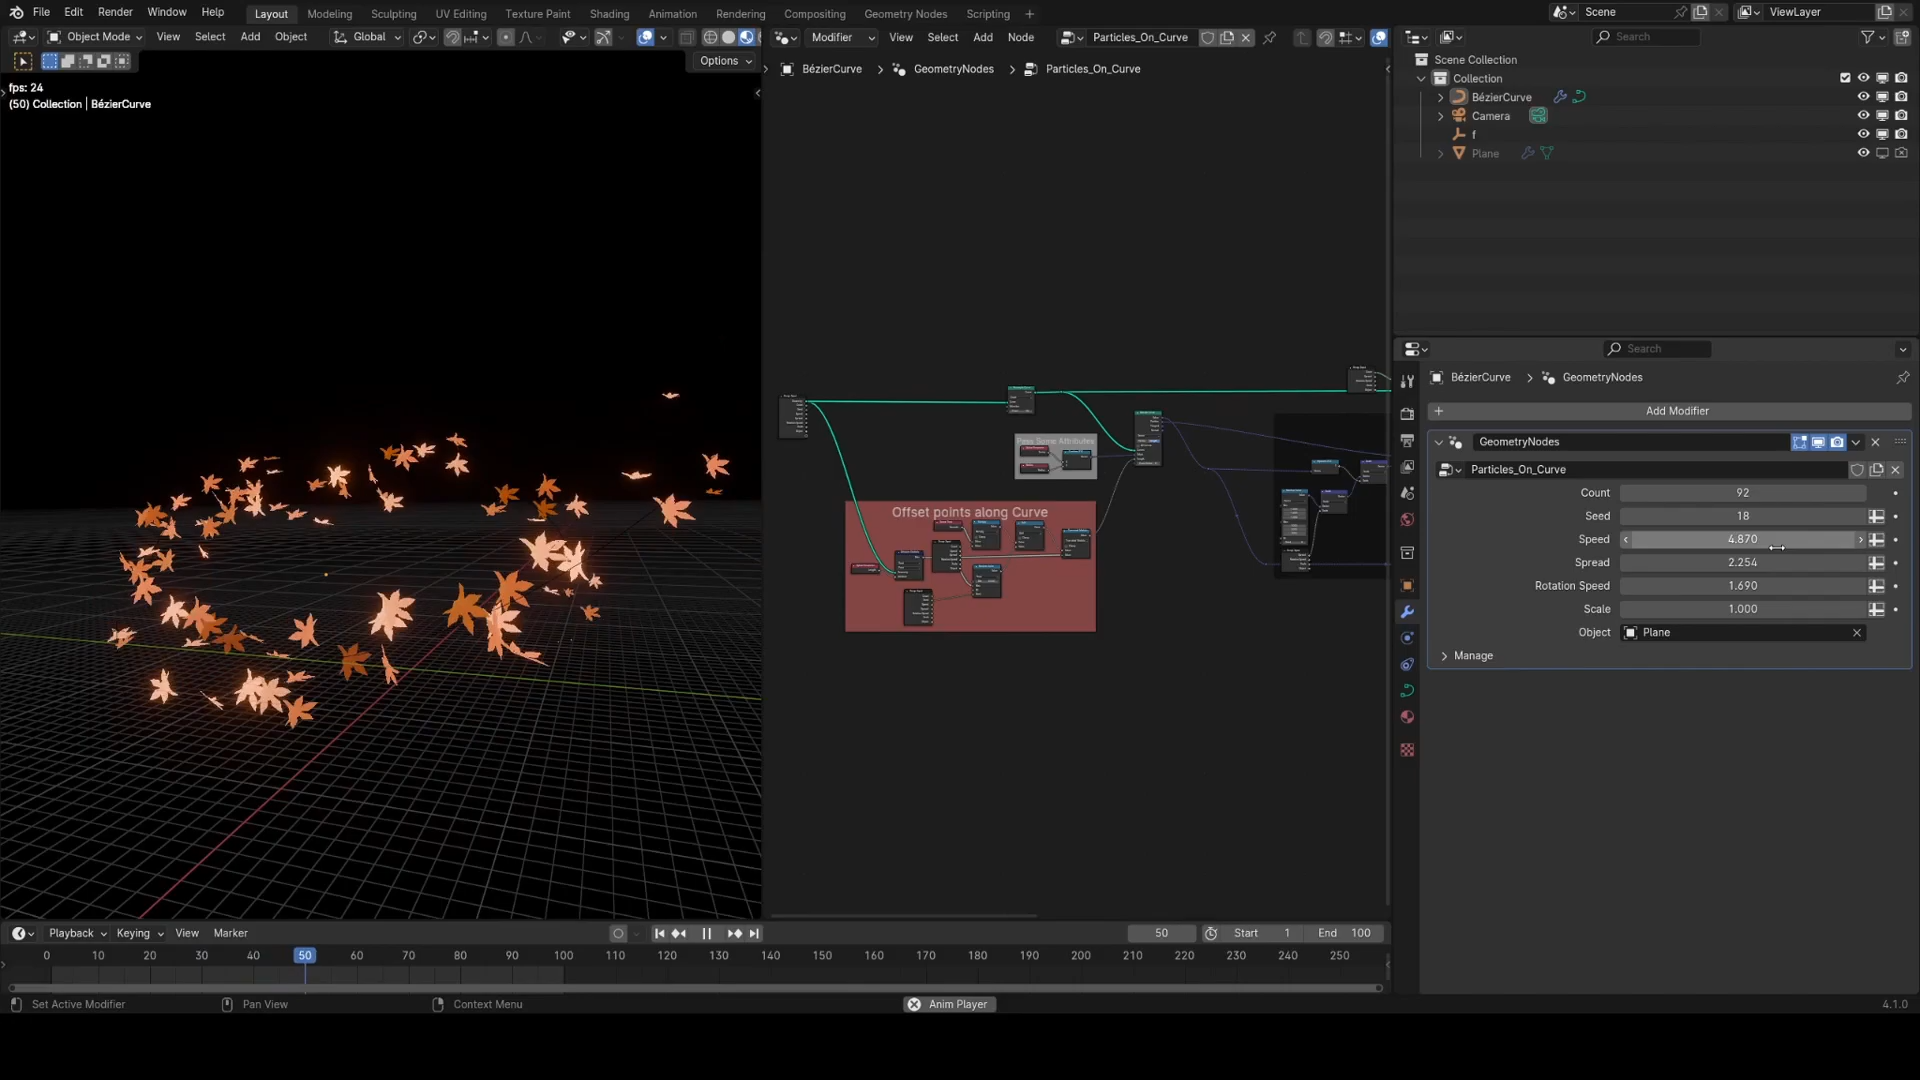 File Edit Render Window Help Layout Modeling Sculpting UV Editing Texture Paint Shading Animation Rendering Compositing Geometry Nodes Scripting + Scene ViewLayer
Object Mode View Select Add Object Global Modifier View Select Add Node Particles_On_Curve Search
Options BézierCurve > GeometryNodes > Particles_On_Curve
fps: 24
(50) Collection | BézierCurve
Scene Collection
Collection
BézierCurve
Camera
f
Plane
Search
BézierCurve > GeometryNodes
+ Add Modifier
GeometryNodes
Particles_On_Curve
Count 92
Seed 18
Speed 4.870
Spread 2.254
Rotation Speed 1.690
Scale 1.000
Object Plane
Manage
Pass Some Attributes
Offset points along Curve
Playback Keying View Marker 50 Start 1 End 100
0 10 20 30 40 50 60 70 80 90 100 110 120 130 140 150 160 170 180 190 200 210 220 230 240 250
Set Active Modifier Pan View Context Menu Anim Player 4.1.0